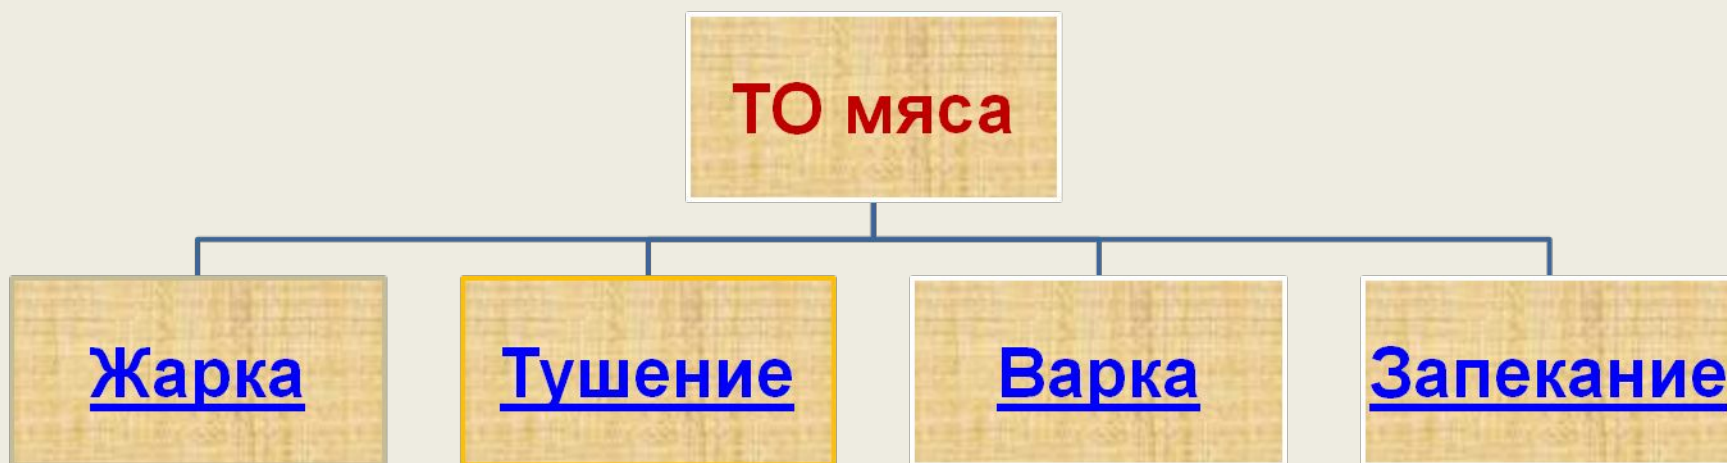 ТО мяса
Жарка
Тушение
Варка
Запекание